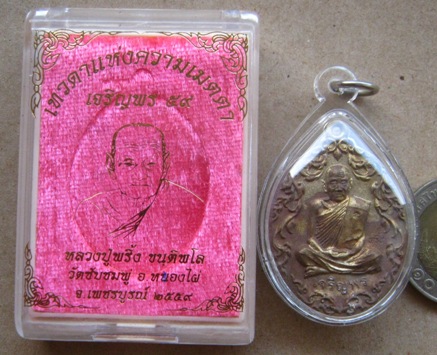 เทวดาแห่งความเมตตา
เจริญพร ๕๙
หลวงปู่พริ้ง ขนฺติพโล
วัดซับชมพู่ อ.หนองไผ่
จ.เพชรบูรณ์ ๒๕๕๙
เจริญพร